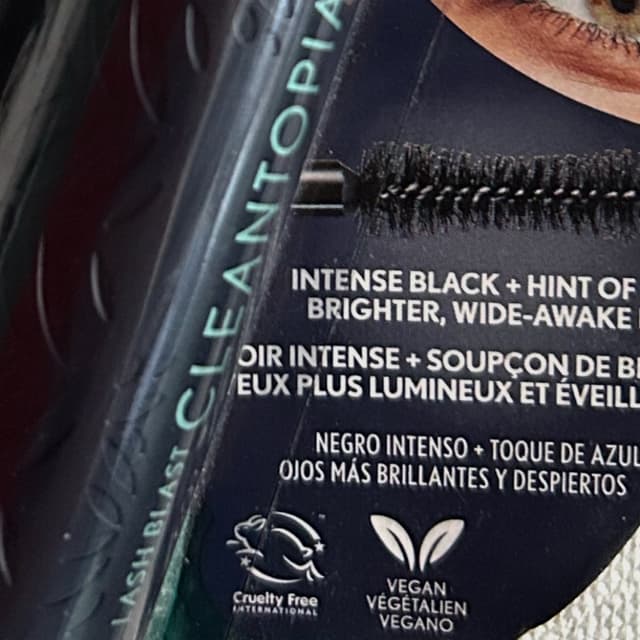 LASH BLAST CLEANTOPIA
INTENSE BLACK + HINT OF
BRIGHTER, WIDE-AWAKE
OIR INTENSE + SOUPÇON DE
EUX PLUS LUMINEUX ET ÉVEILL
NEGRO INTENSO + TOQUE DE AZUL
OJOS MÁS BRILLANTES Y DESPIERTOS
Cruelty Free
INTERNATIONAL
VEGAN
VÉGÉTALIEN
VEGANO